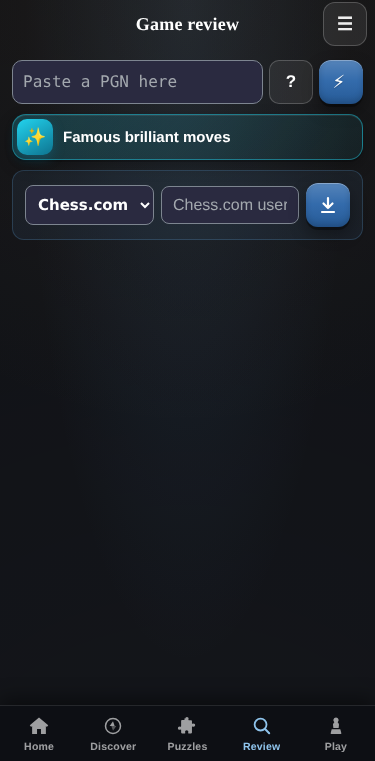 Game review
Paste a PGN here
?
Famous brilliant moves
Chess.com
Chess.com user
Home
Discover
Puzzles
Review
Play